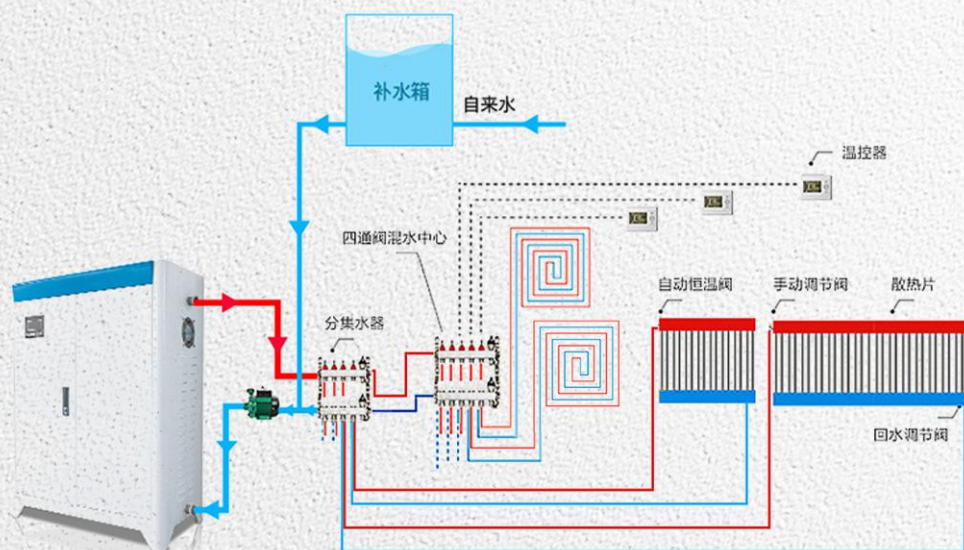 补水箱
自来水
温控器
四通阀混水中心
分集水器
自动恒温阀
手动调节阀
散热片
回水调节阀